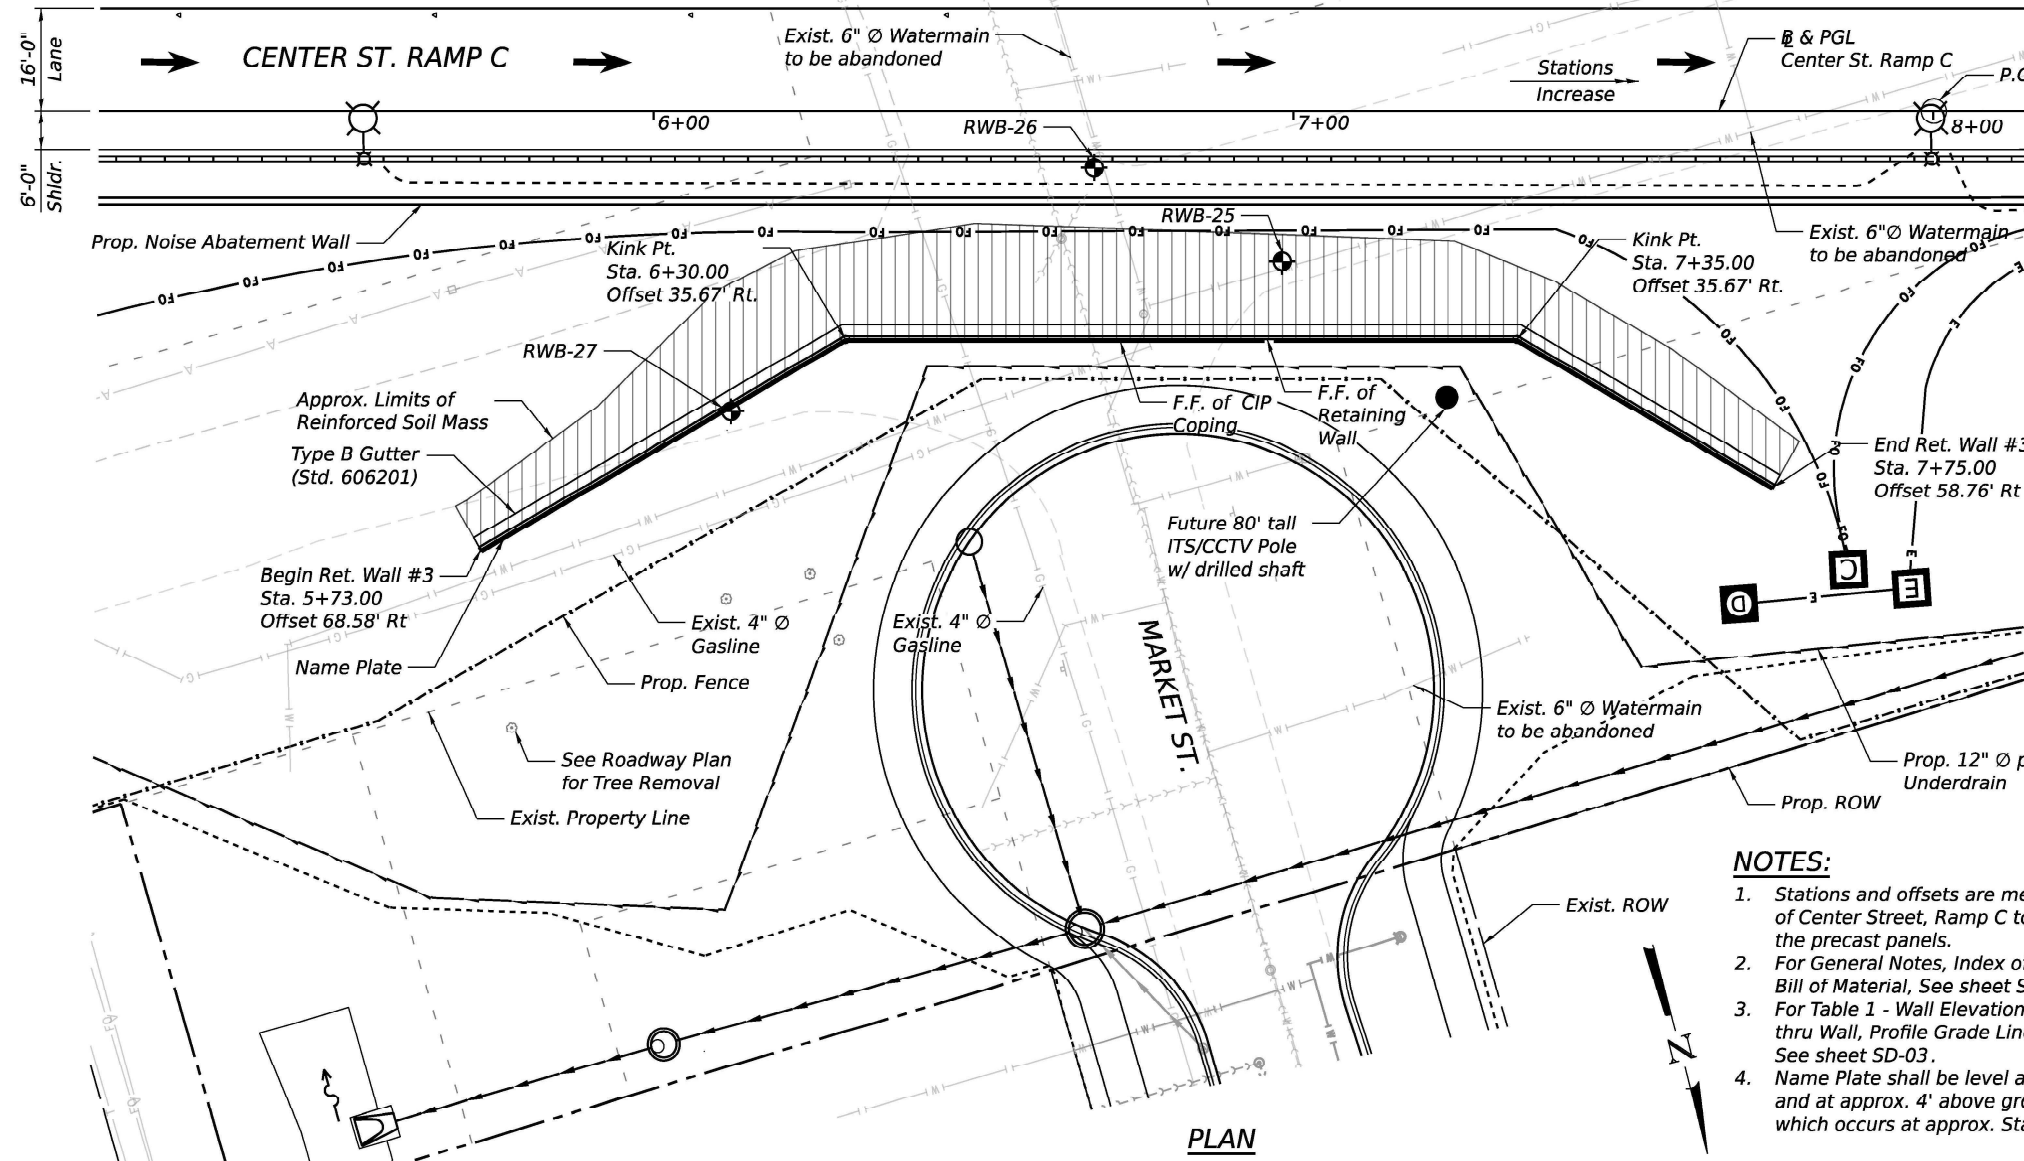 16'-0"
Lane
6'-0"
Shldr.
CENTER ST. RAMP C
Exist. 6" Ø Watermain
to be abandoned
Stations
Increase
& PGL
Center St. Ramp C
6+00
7+00
8+00
RWB-26
RWB-25
Prop. Noise Abatement Wall
Kink Pt.
Sta. 6+30.00
Offset 35.67' Rt.
Kink Pt.
Sta. 7+35.00
Offset 35.67' Rt.
Exist. 6"Ø Watermain
to be abandoned
RWB-27
Approx. Limits of
Reinforced Soil Mass
Type B Gutter
(Std. 606201)
F.F. of CIP
Coping
F.F. of
Retaining
Wall
End Ret. Wall #3
Sta. 7+75.00
Offset 58.76' Rt
Future 80' tall
ITS/CCTV Pole
w/ drilled shaft
Begin Ret. Wall #3
Sta. 5+73.00
Offset 68.58' Rt
Name Plate
Exist. 4" Ø
Gasline
Exist. 4" Ø
Gasline
Prop. Fence
MARKET ST.
C
E
D
See Roadway Plan
for Tree Removal
Exist. Property Line
Exist. 6" Ø Watermain
to be abandoned
Prop. 12" Ø
Underdrain
Prop. ROW
Exist. ROW
NOTES:
1. Stations and offsets are
of Center Street, Ramp C
the precast panels.
2. For General Notes, Index
Bill of Material, See sheet
3. For Table 1 - Wall Elevation
thru Wall, Profile Grade
See sheet SD-03.
4. Name Plate shall be level
and at approx. 4' above
which occurs at approx.
N
PLAN